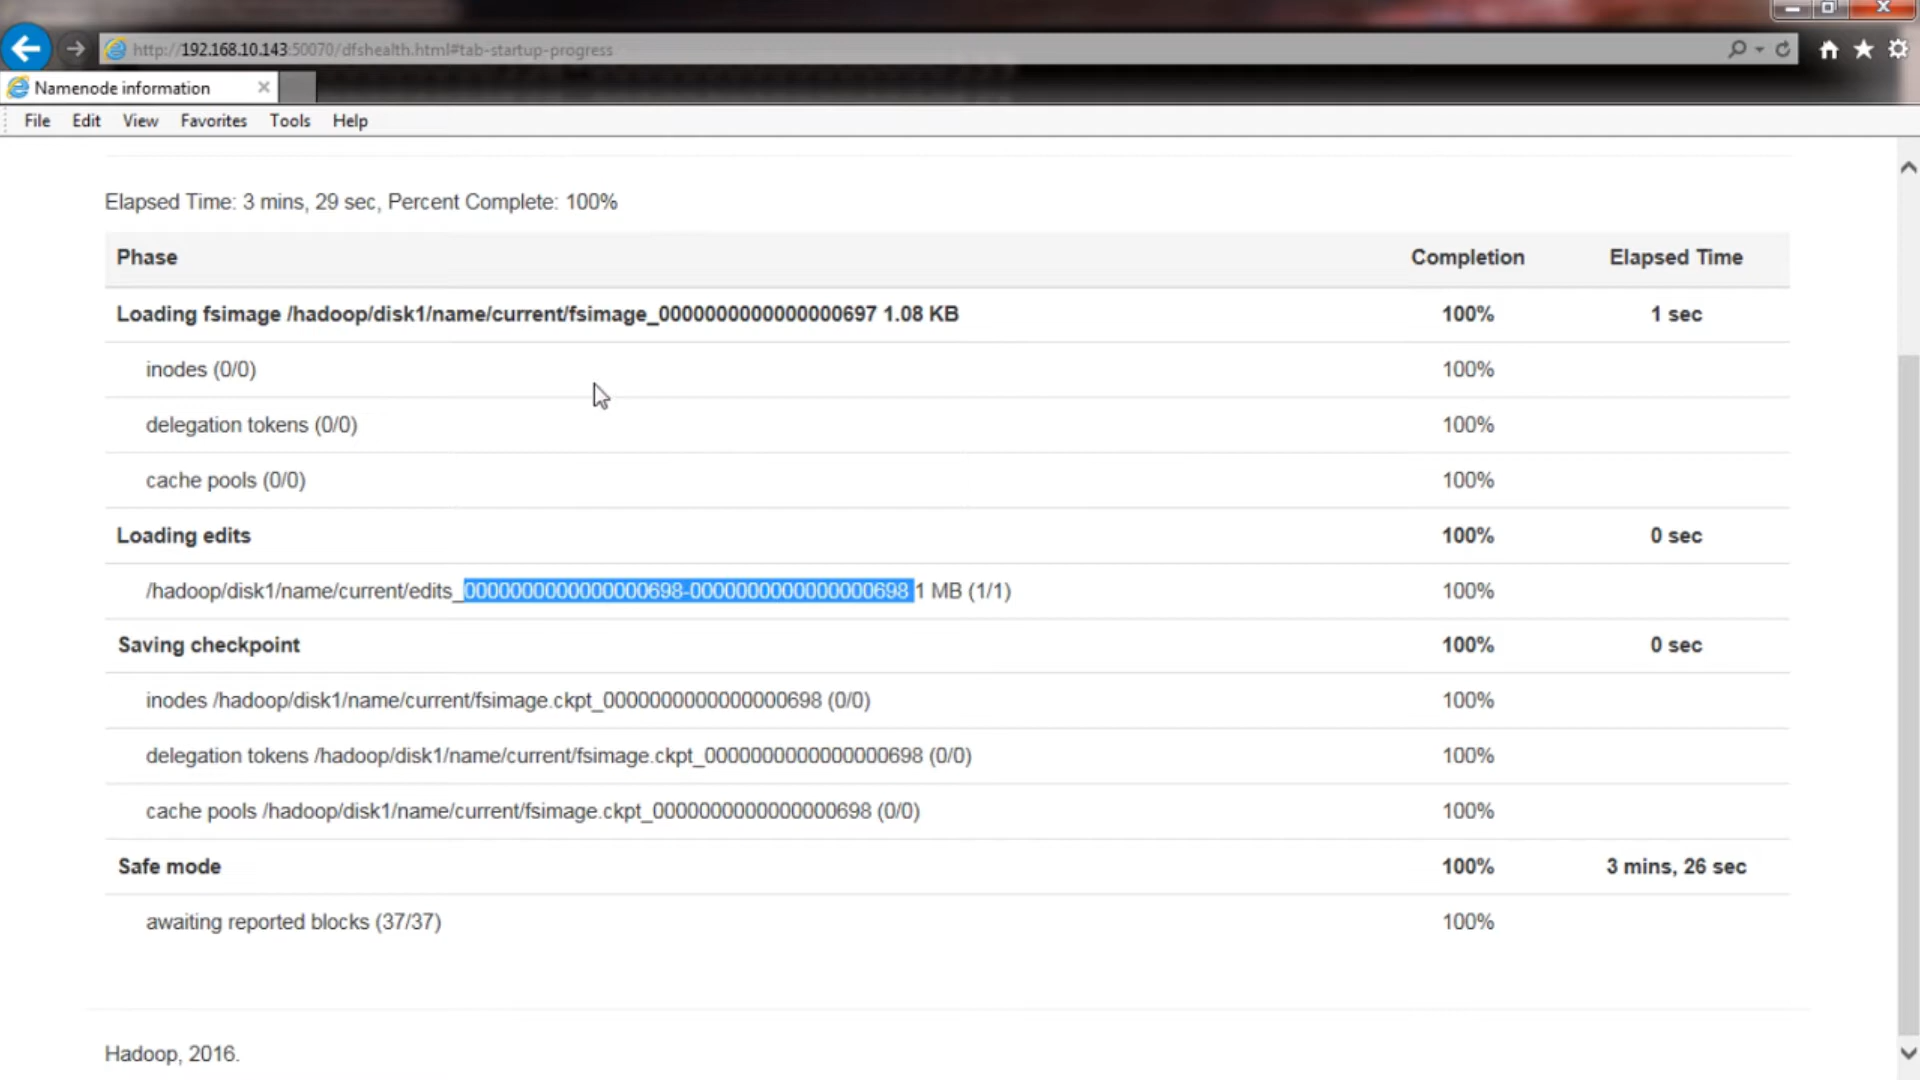 http://192.168.10.143:50070/dfshealth.html#tab-startup-progress
Namenode information
File Edit View Favorites Tools Help
Elapsed Time: 3 mins, 29 sec, Percent Complete: 100%
Phase Completion Elapsed Time
Loading fsimage /hadoop/disk1/name/current/fsimage_0000000000000000697 1.08 KB 100% 1 sec
inodes (0/0) 100%
delegation tokens (0/0) 100%
cache pools (0/0) 100%
Loading edits 100% 0 sec
/hadoop/disk1/name/current/edits_0000000000000000698-0000000000000000698 1 MB (1/1) 100%
Saving checkpoint 100% 0 sec
inodes /hadoop/disk1/name/current/fsimage.ckpt_0000000000000000698 (0/0) 100%
delegation tokens /hadoop/disk1/name/current/fsimage.ckpt_0000000000000000698 (0/0) 100%
cache pools /hadoop/disk1/name/current/fsimage.ckpt_0000000000000000698 (0/0) 100%
Safe mode 100% 3 mins, 26 sec
awaiting reported blocks (37/37) 100%
Hadoop, 2016.